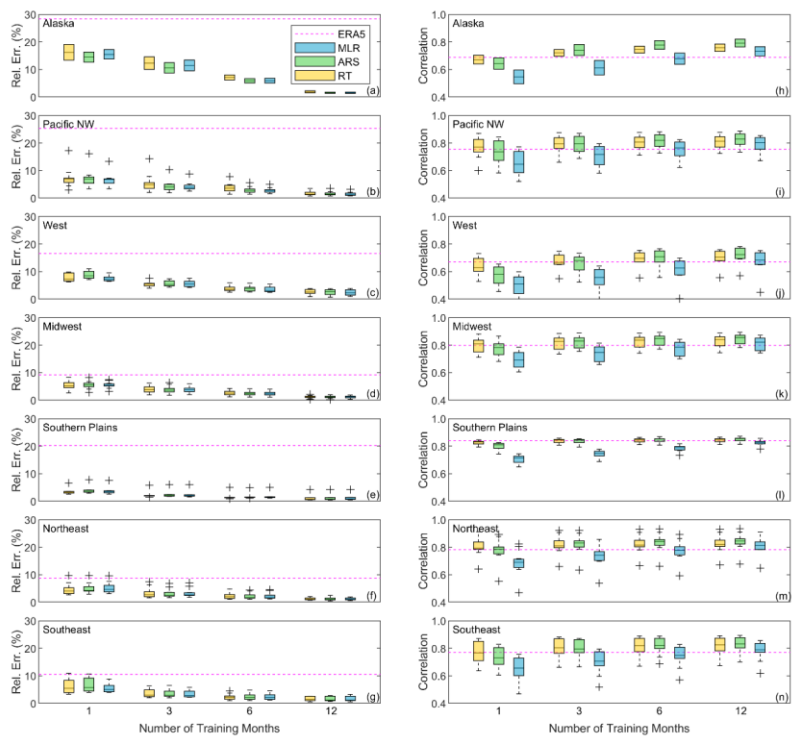 Alaska
Rel. Err. (%)
30
20
10
0
ERA5
MLR
ARS
RT
(a)
Pacific NW
Rel. Err. (%)
30
20
10
0
(b)
West
Rel. Err. (%)
30
20
10
0
(c)
Midwest
Rel. Err. (%)
30
20
10
0
(d)
Southern Plains
Rel. Err. (%)
30
20
10
0
(e)
Northeast
Rel. Err. (%)
30
20
10
0
(f)
Southeast
Rel. Err. (%)
30
20
10
0
(g)
1 3 6 12
Number of Training Months
Alaska
Correlation
1.0
0.8
0.6
0.4
(h)
Pacific NW
Correlation
1.0
0.8
0.6
0.4
(i)
West
Correlation
1.0
0.8
0.6
0.4
(j)
Midwest
Correlation
1.0
0.8
0.6
0.4
(k)
Southern Plains
Correlation
1.0
0.8
0.6
0.4
(l)
Northeast
Correlation
1.0
0.8
0.6
0.4
(m)
Southeast
Correlation
1.0
0.8
0.6
0.4
(n)
1 3 6 12
Number of Training Months